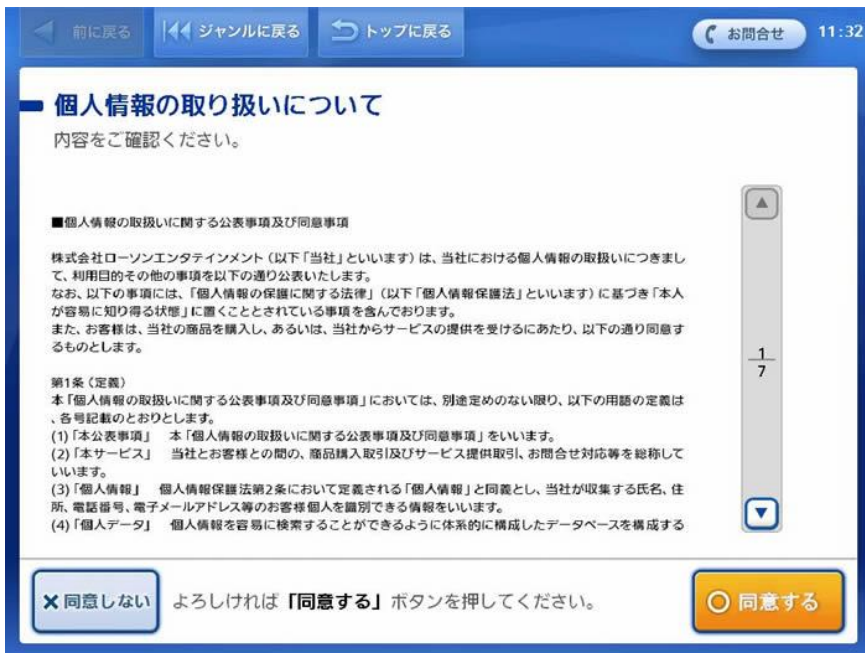 前に戻る
ジャンルに戻る
トップに戻る
お問合せ
11:32
個人情報の取り扱いについて
内容をご確認ください。
■個人情報の取扱いに関する公表事項及び同意事項
株式会社ローソンエンタテインメント（以下「当社」といいます）は、当社における個人情報の取扱いにつきまし
て、利用目的その他の事項を以下の通り公表いたします。
なお、以下の事項には、「個人情報の保護に関する法律」（以下「個人情報保護法」といいます）に基づき「本人
が容易に知り得る状態」に置くこととされている事項を含んでおります。
また、お客様は、当社の商品を購入し、あるいは、当社からサービスの提供を受けるにあたり、以下の通り同意す
るものとします。
第1条（定義）
本「個人情報の取扱いに関する公表事項及び同意事項」においては、別途定めのない限り、以下の用語の定義は
、各号記載のとおりとします。
(1)「本公表事項」　本「個人情報の取扱いに関する公表事項及び同意事項」をいいます。
(2)「本サービス」　当社とお客様との間の、商品購入取引及びサービス提供取引、お問合せ対応等を総称して
いいます。
(3)「個人情報」　個人情報保護法第2条において定義される「個人情報」と同義とし、当社が収集する氏名、住
所、電話番号、電子メールアドレス等のお客様個人を識別できる情報をいいます。
(4)「個人データ」　個人情報を容易に検索することができるように体系的に構成したデータベースを構成する
1
7
×同意しない
よろしければ「同意する」ボタンを押してください。
同意する